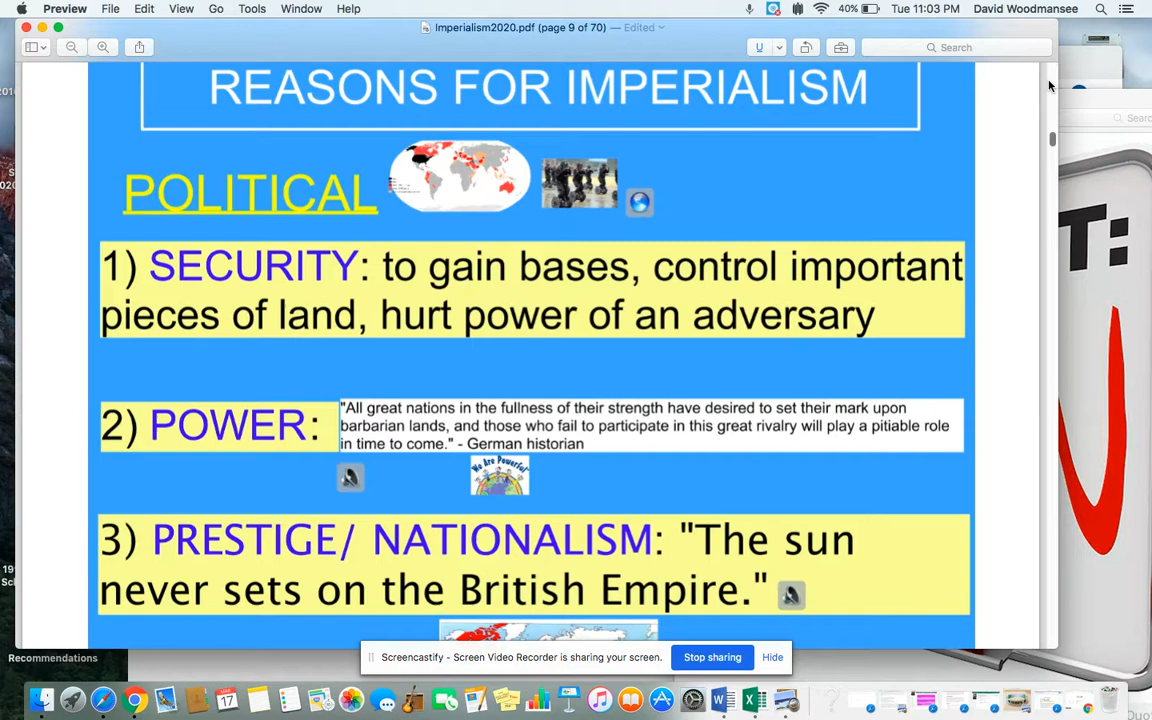 Preview File Edit View Go Tools Window Help
40% Tue 11:03 PM David Woodmansee
Imperialism2020.pdf (page 9 of 70) — Edited
U
Search
REASONS FOR IMPERIALISM
POLITICAL
1) SECURITY: to gain bases, control important
pieces of land, hurt power of an adversary
2) POWER:
"All great nations in the fullness of their strength have desired to set their mark upon
barbarian lands, and those who fail to participate in this great rivalry will play a pitiable role
in time to come." - German historian
We Are Powerful
3) PRESTIGE/ NATIONALISM: "The sun
never sets on the British Empire."
Screencastify - Screen Video Recorder is sharing your screen.
Stop sharing
Hide
Recommendations
T:
17